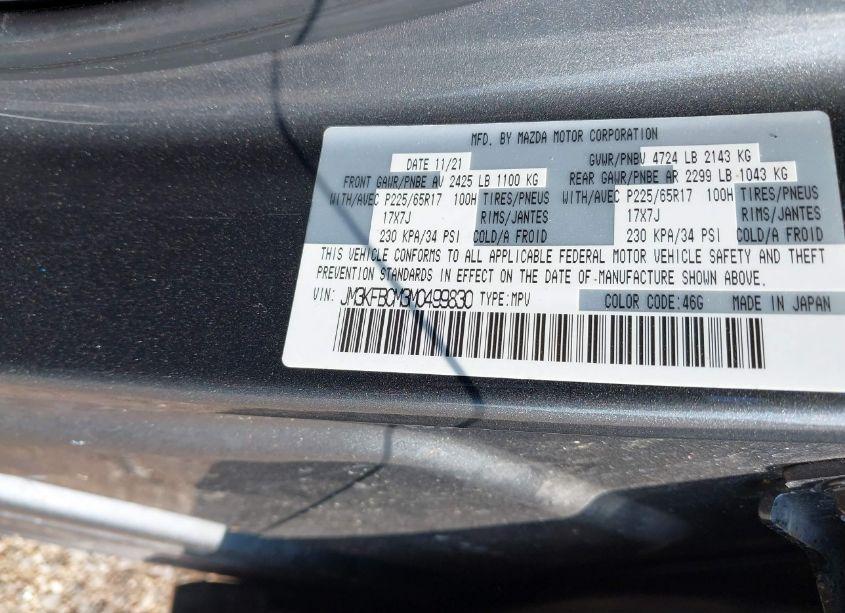 MFD. BY MAZDA MOTOR CORPORATION
DATE 11/21 GVWR/PNBV 4724 LB 2143 KG
FRONT GAWR/PNBE AV 2425 LB 1100 KG REAR GAWR/PNBE AR 2299 LB 1043 KG
WITH/AVEC P225/65R17 100H TIRES/PNEUS WITH/AVEC P225/65R17 100H TIRES/PNEUS
17X7J RIMS/JANTES 17X7J RIMS/JANTES
230 KPA/34 PSI COLD/A FROID 230 KPA/34 PSI COLD/A FROID
THIS VEHICLE CONFORMS TO ALL APPLICABLE FEDERAL MOTOR VEHICLE SAFETY AND THEFT
PREVENTION STANDARDS IN EFFECT ON THE DATE OF MANUFACTURE SHOWN ABOVE.
VIN: JM3KFBCM3M0499830 TYPE:MPV COLOR CODE:46G MADE IN JAPAN